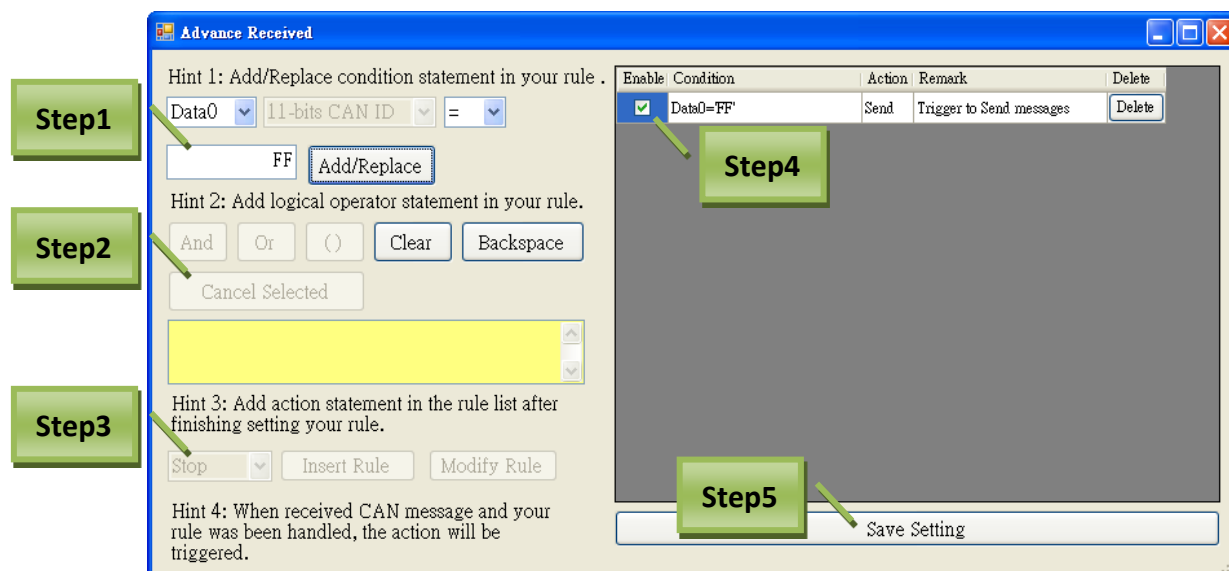 Advance Received
Step1
Hint 1: Add/Replace condition statement in your rule .
Data0 11-bits CAN ID =
FF Add/Replace
Step2
Hint 2: Add logical operator statement in your rule.
And Or () Clear Backspace
Cancel Selected
Step3
Hint 3: Add action statement in the rule list after
finishing setting your rule.
Stop Insert Rule Modify Rule
Hint 4: When received CAN message and your
rule was been handled, the action will be
triggered.
Enable Condition Action Remark Delete
Data0='FF' Send Trigger to Send messages Delete
Step4
Step5
Save Setting